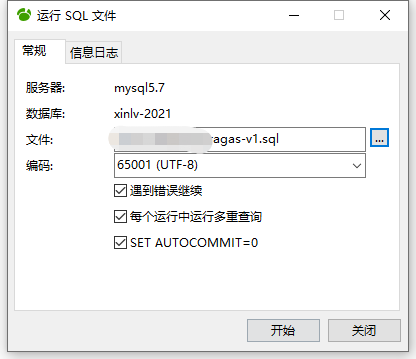 运行 SQL 文件
常规
信息日志
服务器: mysql5.7
数据库: xinlv-2021
文件: ragas-v1.sql ...
编码: 65001 (UTF-8)
遇到错误继续
每个运行中运行多重查询
SET AUTOCOMMIT=0
开始 关闭